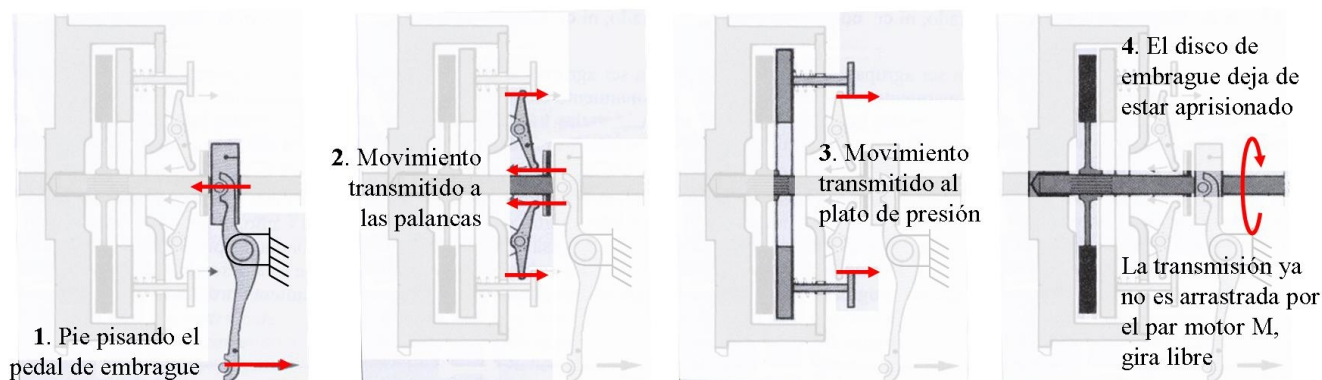 1. Pie pisando el
pedal de embrague
2. Movimiento
transmitido a
las palancas
3. Movimiento
transmitido al
plato de presión
4. El disco de
embrague deja de
estar aprisionado
La transmisión ya
no es arrastrada por
el par motor M,
gira libre